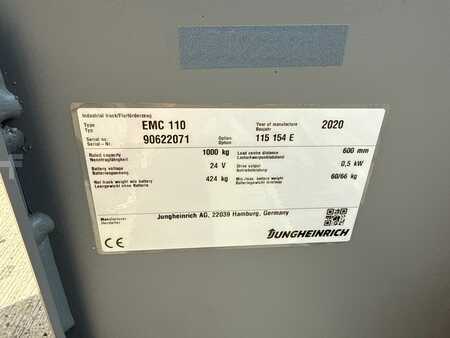 Industrial truck/Flurförderzeug
Type EMC 110 Year of manufacture 2020
Typ Baujahr
Serial no: 90622071 Option 115 154 E
Serial-Nr. Option
Rated capacity 1000 kg Load centre distance 600 mm
Nenntragfähigkeit Lastschwerpunktabstand
Battery voltage 24 V Drive output 0,5 kW
Batteriespannung Antriebsleistung
Net truck weight w/o battery 424 kg Min./max. battery weight 60/66 kg
Leergewicht ohne Batterie Batteriegewicht min/max
Manufacturer Jungheinrich AG, 22039 Hamburg, Germany
Hersteller
CE
JUNGHEINRICH